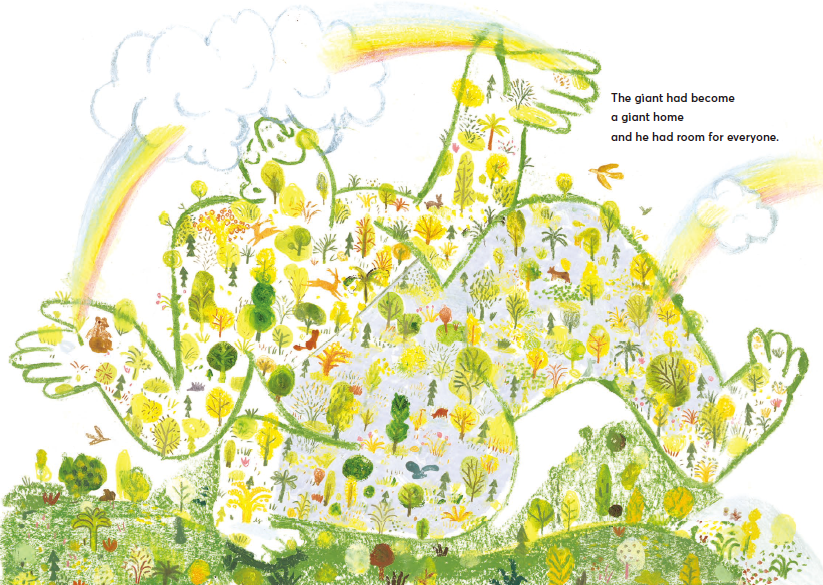 The giant had become
a giant home
and he had room for everyone.